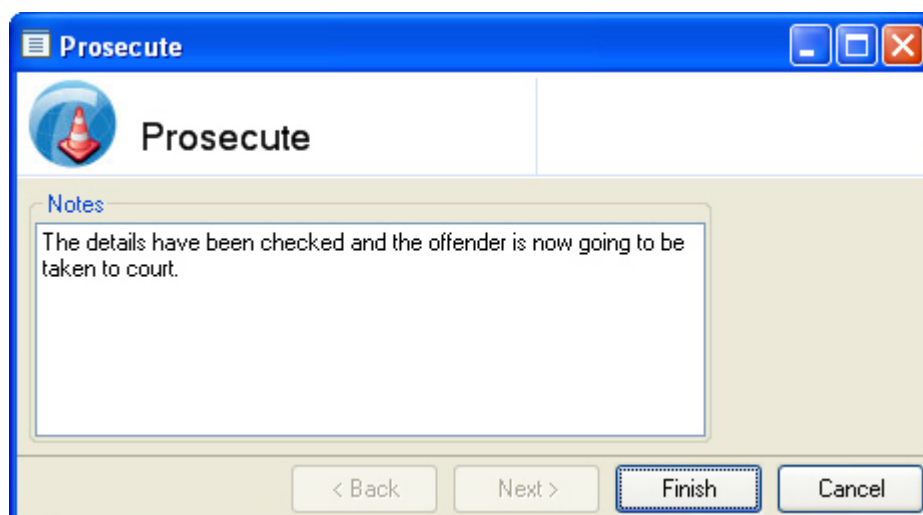 Prosecute
Prosecute
Notes
The details have been checked and the offender is now going to be
taken to court.
< Back
Next >
Finish
Cancel